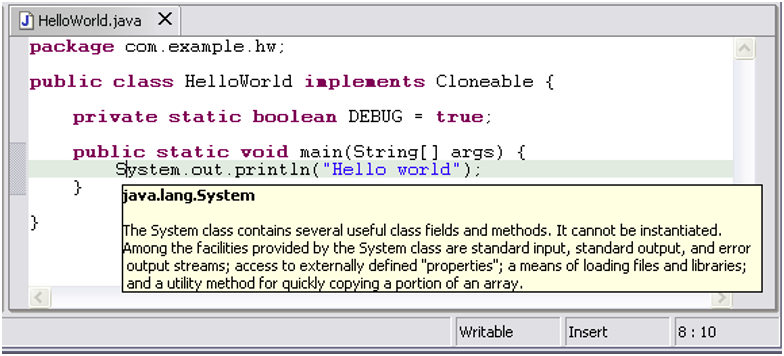 HelloWorld.java
package com.example.hw;
public class HelloWorld implements Cloneable {
private static boolean DEBUG = true;
public static void main(String[] args) {
System.out.println("Hello world");
}
}
java.lang.System
The System class contains several useful class fields and methods. It cannot be instantiated.
Among the facilities provided by the System class are standard input, standard output, and error
output streams; access to externally defined "properties"; a means of loading files and libraries;
and a utility method for quickly copying a portion of an array.
Writable Insert 8 : 10